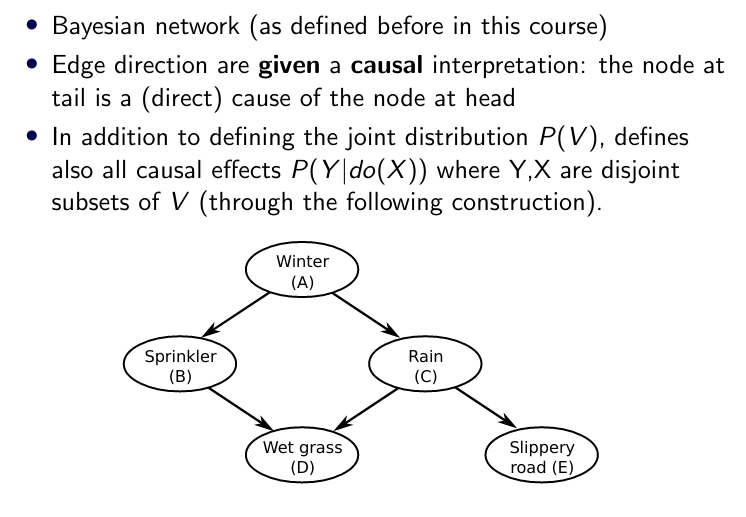 • Bayesian network (as defined before in this course)
• Edge direction are given a causal interpretation: the node at
tail is a (direct) cause of the node at head
• In addition to defining the joint distribution P(V), defines
also all causal effects P(Y|do(X)) where Y,X are disjoint
subsets of V (through the following construction).
Winter
(A)
Sprinkler
(B)
Rain
(C)
Wet grass
(D)
Slippery
road (E)